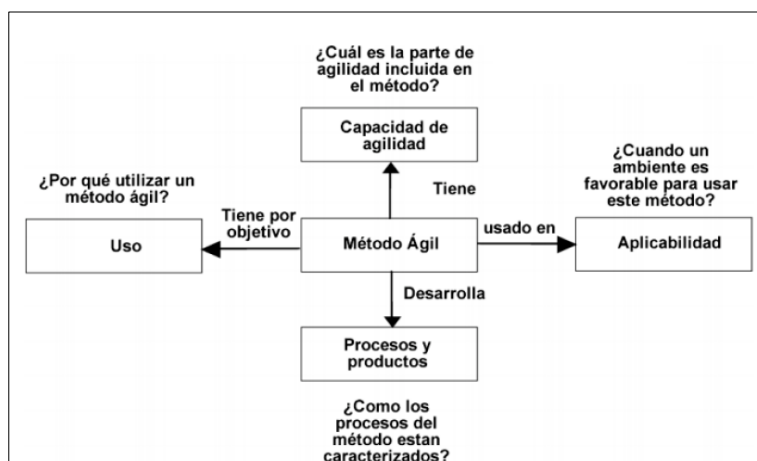 ¿Cuál es la parte de
agilidad incluida en
el método?
Capacidad de
agilidad
¿Cuando un
ambiente es
favorable para usar
este método?
¿Por qué utilizar un
método ágil?
Tiene
Tiene por
objetivo
usado en
Uso
Método Ágil
Aplicabilidad
Desarrolla
Procesos y
productos
¿Como los
procesos del
método estan
caracterizados?